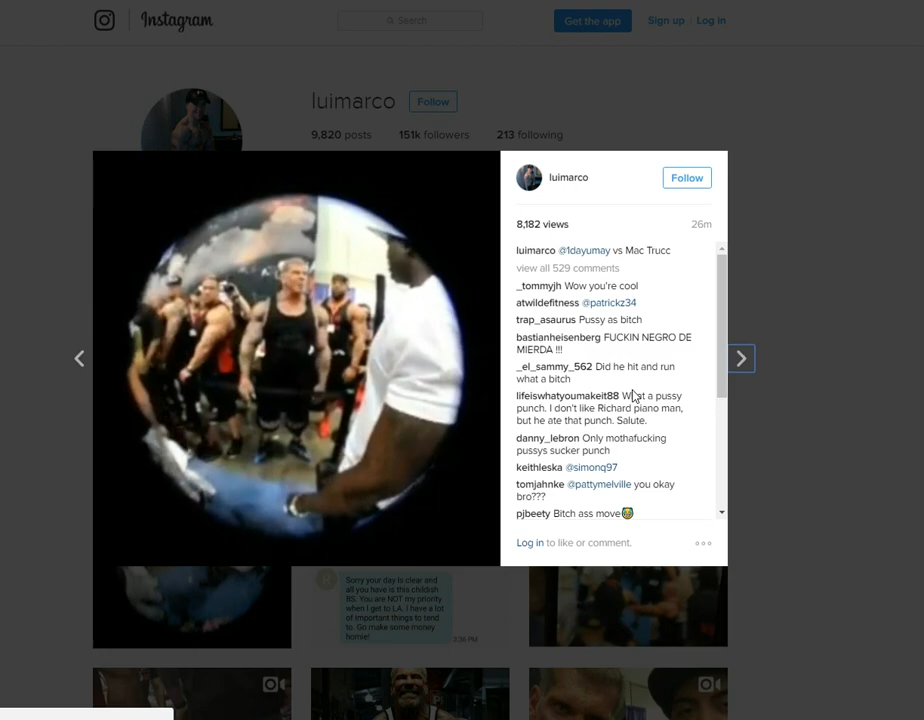 Instagram
Search
Get the app
Sign up
Log in
luimarco
Follow
9,820 posts
151k followers
213 following
luimarco
Follow
8,182 views
26m
luimarco @1dayumay vs Mac Trucc
view all 529 comments
_tommyjh Wow you're cool
atwildefitness @patrickz34
trap_asaurus Pussy as bitch
bastianheisenberg FUCKIN NEGRO DE
MIERDA !!!
_el_sammy_562 Did he hit and run
what a bitch
lifeiswhatyoumakeit88 What a pussy
punch. I don't like Richard piano man,
but he ate that punch. Salute.
danny_lebron Only mothafucking
pussys sucker punch
keithleska @simonq97
tomjahnke @pattymelville you okay
bro???
pjbeety Bitch ass move
Log in to like or comment.
R
Sorry your day is clear and
all you have is this childish
BS. You are NOT my priority
when I get to LA. I have a lot
of important things to tend
to. Go make some money
homie!
3:36 PM